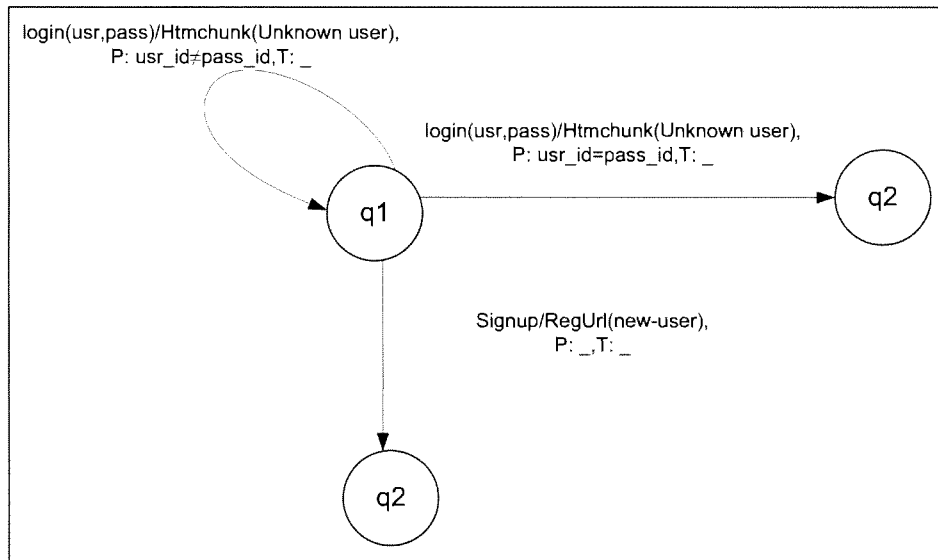 login(usr,pass)/Htmchunk(Unknown user),
P: usr_id≠pass_id,T: _
login(usr,pass)/Htmchunk(Unknown user),
P: usr_id=pass_id,T: _
q1
q2
Signup/RegUrl(new-user),
P: _,T: _
q2